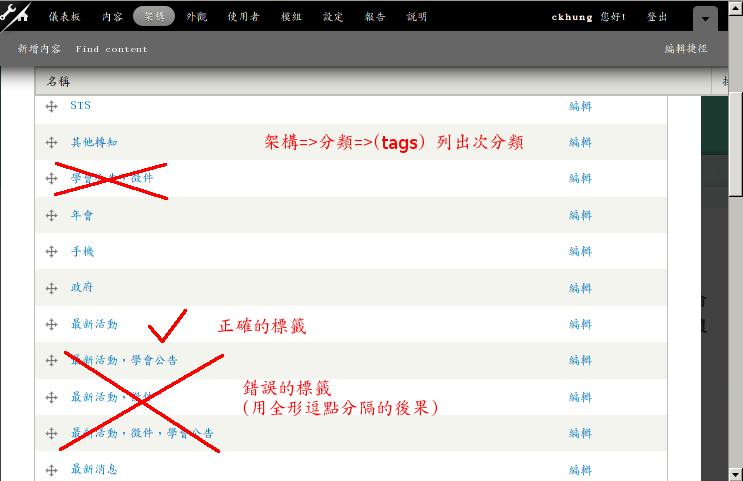 儀表板 內容 架構 外觀 使用者 模組 設定 報告 說明 ckhung 您好! 登出
新增內容 Find content 編輯捷徑
名稱
STS 編輯
其他轉知 架構=>分類=>(tags) 列出次分類 編輯
學會公告，徵件 編輯
年會 編輯
手機 編輯
政府 編輯
最新活動 正確的標籤 編輯
最新活動，學會公告 編輯
錯誤的標籤
最新活動，徵件 編輯
(用全形逗點分隔的後果)
最新活動，徵件，學會公告 編輯
最新消息 編輯